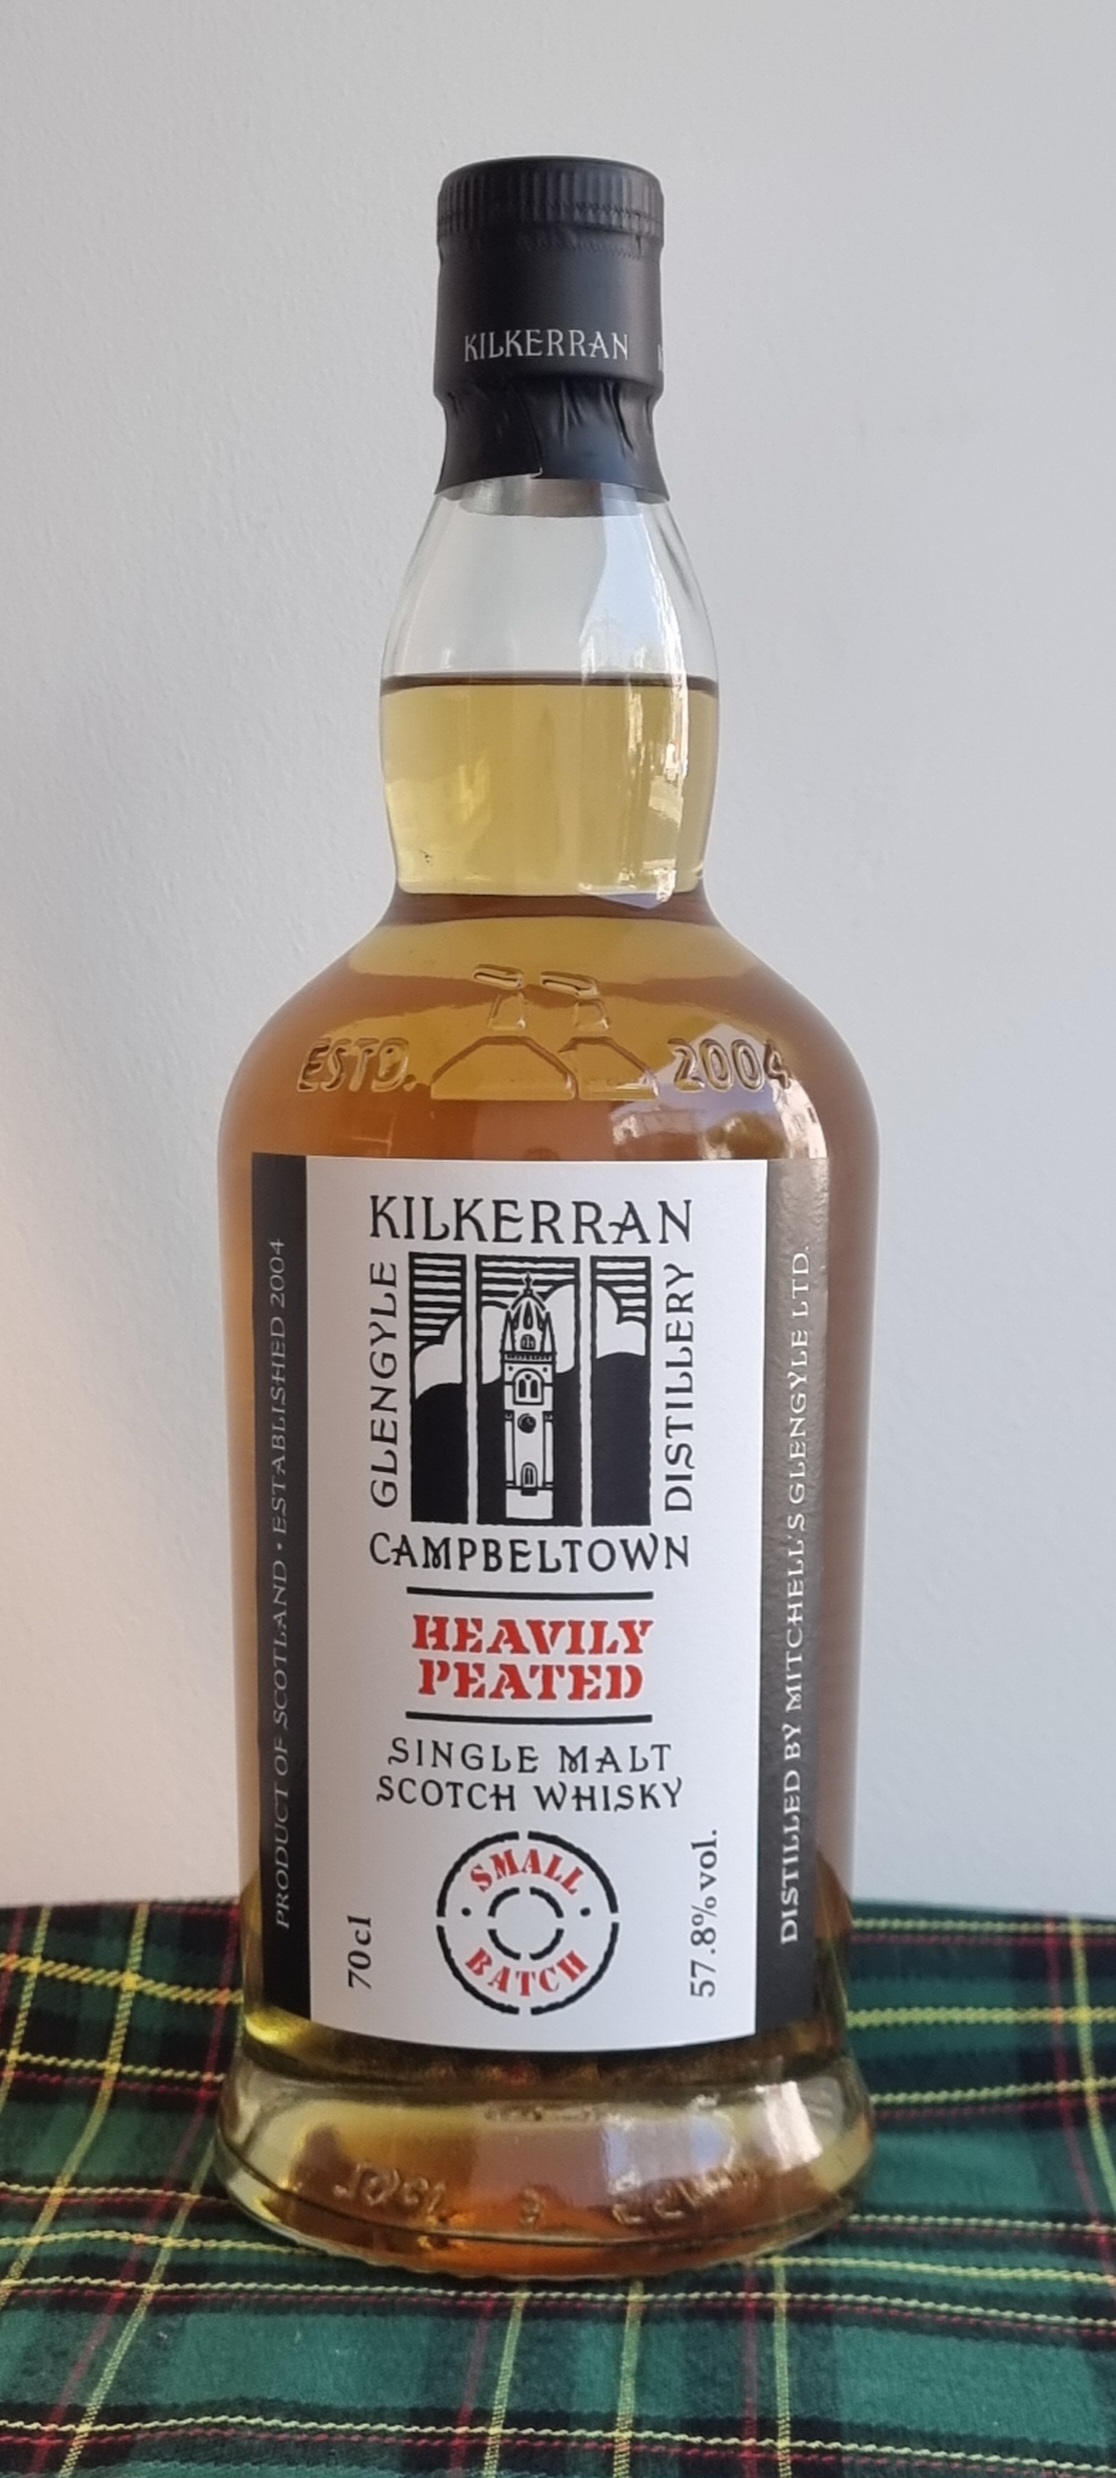 KILKERRAN
ESTD. 2004
KILKERRAN
GLENGYLE
DISTILLERY
CAMPBELTOWN
HEAVILY
PEATED
SINGLE MALT
SCOTCH WHISKY
SMALL
BATCH
70cl
57.8% vol.
PRODUCT OF SCOTLAND • ESTABLISHED 2004
DISTILLED BY MITCHELL'S GLENGYLE LTD.